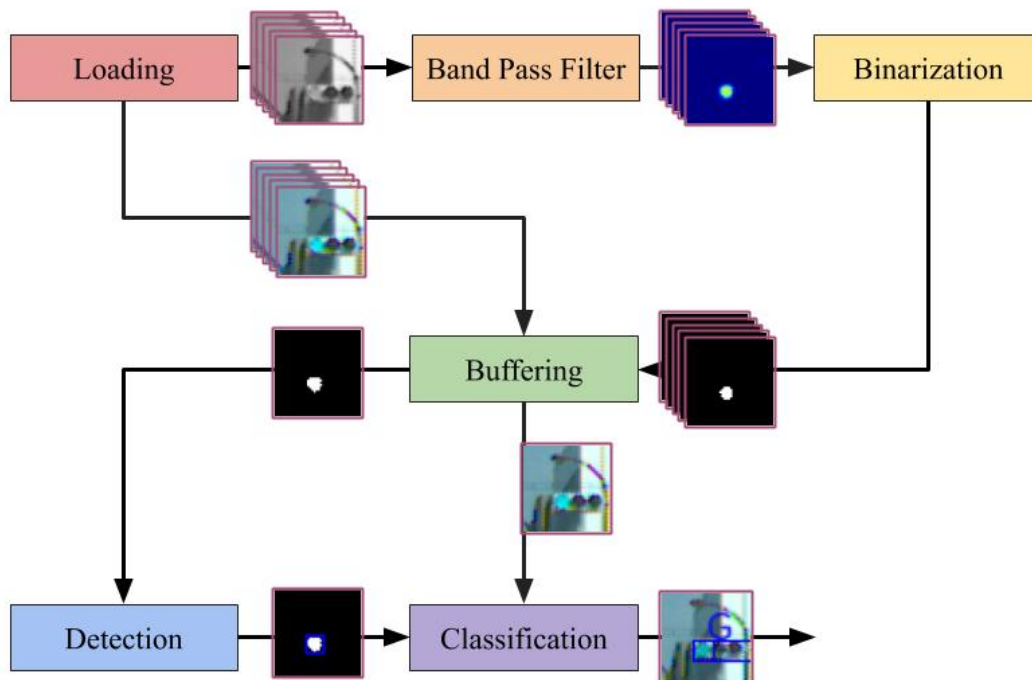 Loading
Band Pass Filter
Binarization
Buffering
Detection
Classification
G